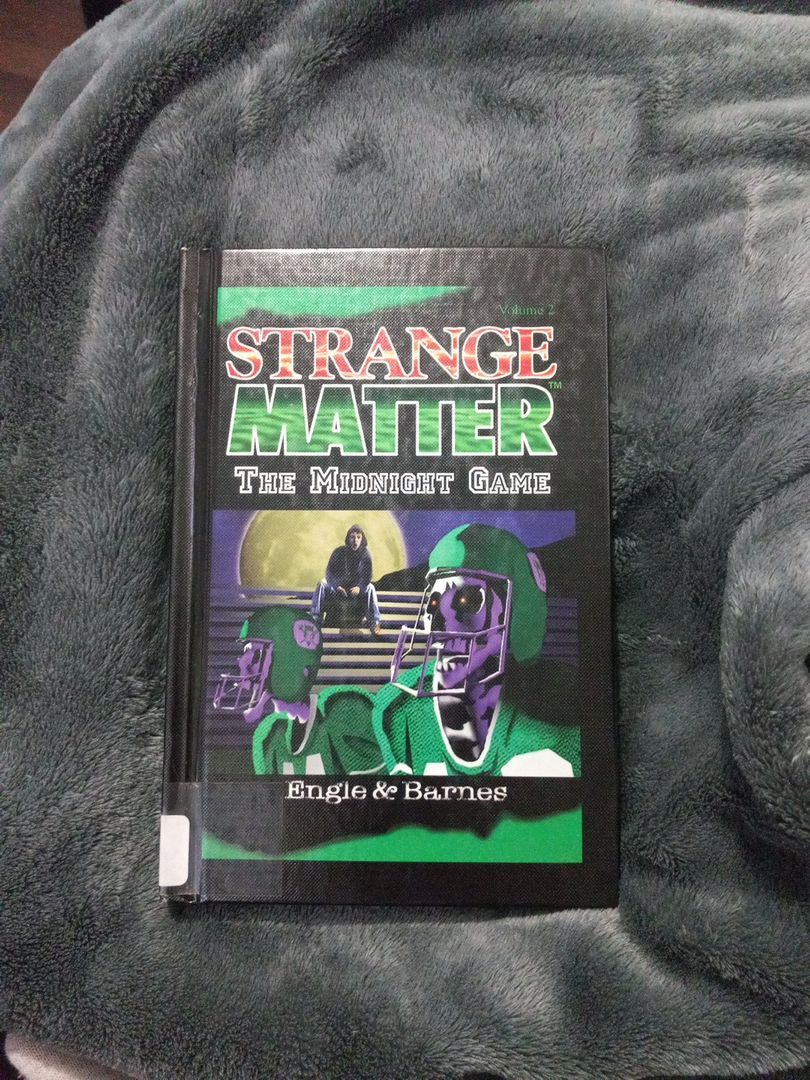 Volume 2
STRANGE
MATTER™
THE MIDNIGHT GAME
Engle & Barnes